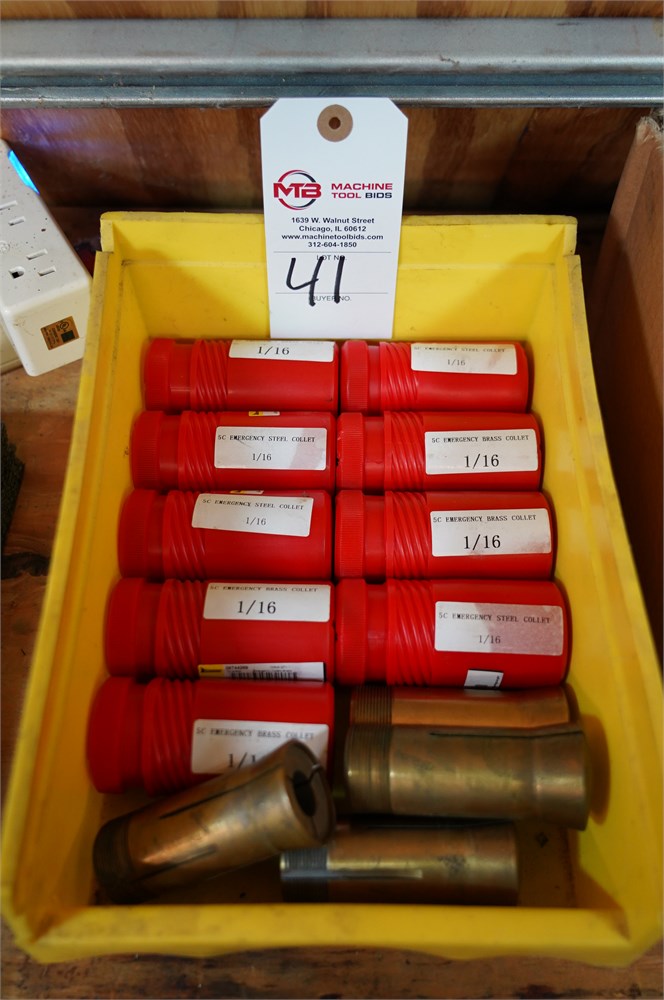 MTB MACHINE
TOOL BIDS
1639 W. Walnut Street
Chicago, IL 60612
www.machinetoolbids.com
312-604-1850
LOT NO.
41
BUYER NO.
1/16
5C EMERGENCY STEEL COLLET
1/16
5C EMERGENCY STEEL COLLET
1/16
5C EMERGENCY BRASS COLLET
1/16
5C EMERGENCY STEEL COLLET
1/16
5C EMERGENCY BRASS COLLET
1/16
5C EMERGENCY BRASS COLLET
1/16
5C EMERGENCY STEEL COLLET
1/16
5C EMERGENCY BRASS COLLET